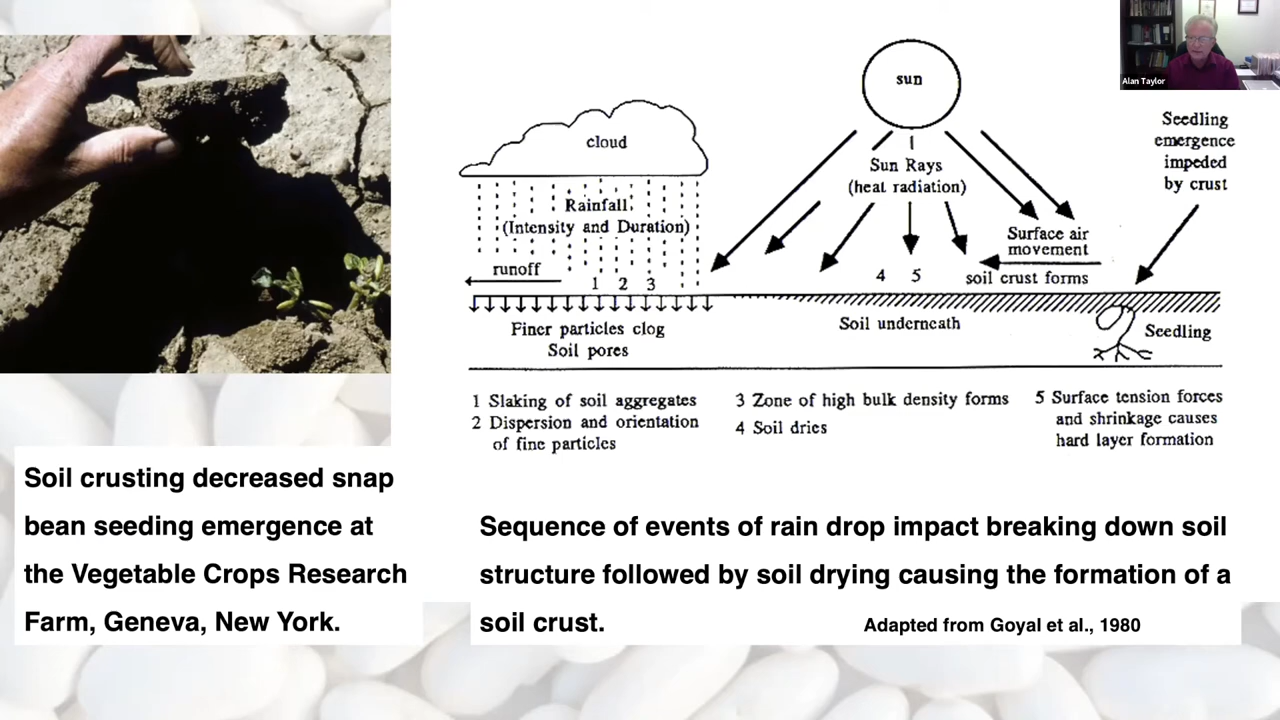 Alan Taylor
sun
cloud
Sun Rays
(heat radiation)
Rainfall
(Intensity and Duration)
Seedling
emergence
impeded
by crust
Surface air
movement
runoff
1 2 3
4 5
soil crust forms
Finer particles clog
Soil pores
Soil underneath
Seedling
1 Slaking of soil aggregates
2 Dispersion and orientation
of fine particles
3 Zone of high bulk density forms
4 Soil dries
5 Surface tension forces
and shrinkage causes
hard layer formation
Soil crusting decreased snap
bean seeding emergence at
the Vegetable Crops Research
Farm, Geneva, New York.
Sequence of events of rain drop impact breaking down soil
structure followed by soil drying causing the formation of a
soil crust.
Adapted from Goyal et al., 1980